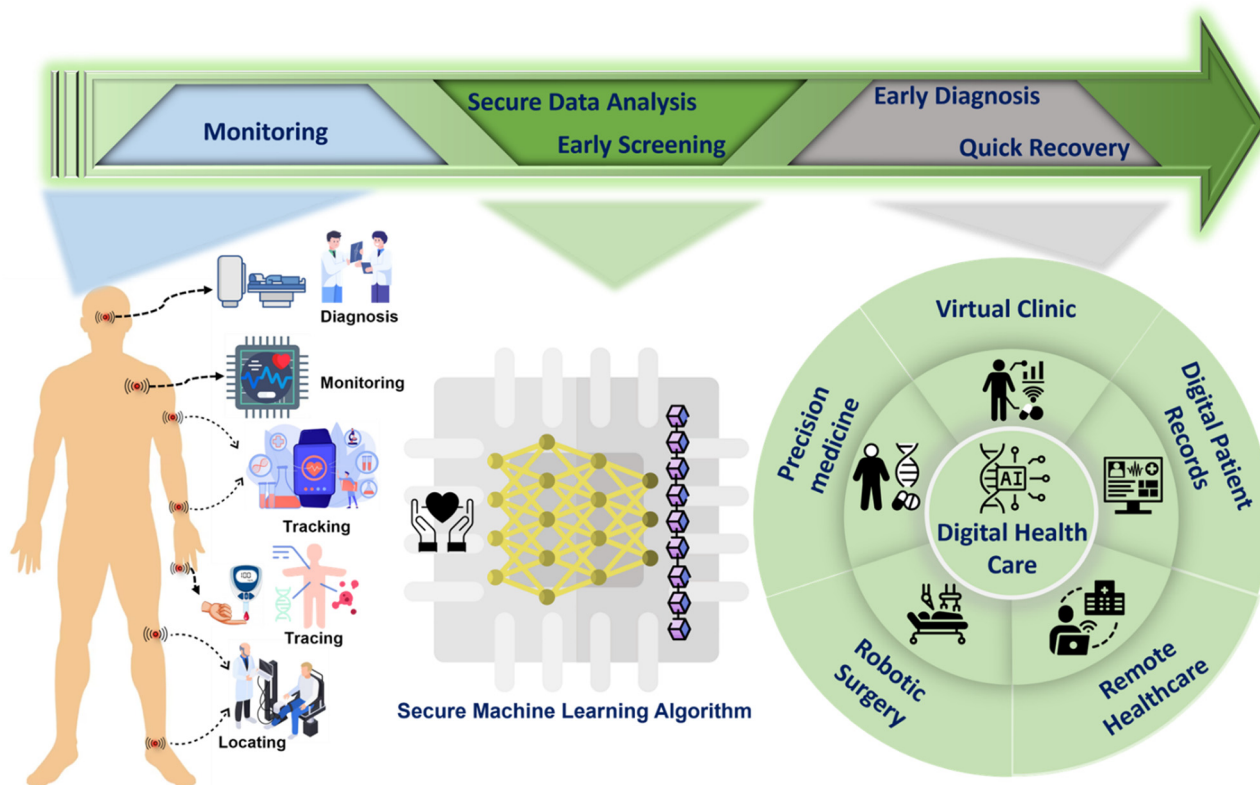 Monitoring
Secure Data Analysis
Early Screening
Early Diagnosis
Quick Recovery
Diagnosis
Monitoring
Tracking
100
Tracing
Locating
Secure Machine Learning Algorithm
Virtual Clinic
Precision
medicine
Digital Patient
Records
AI
Digital Health
Care
Robotic
Surgery
Remote
Healthcare